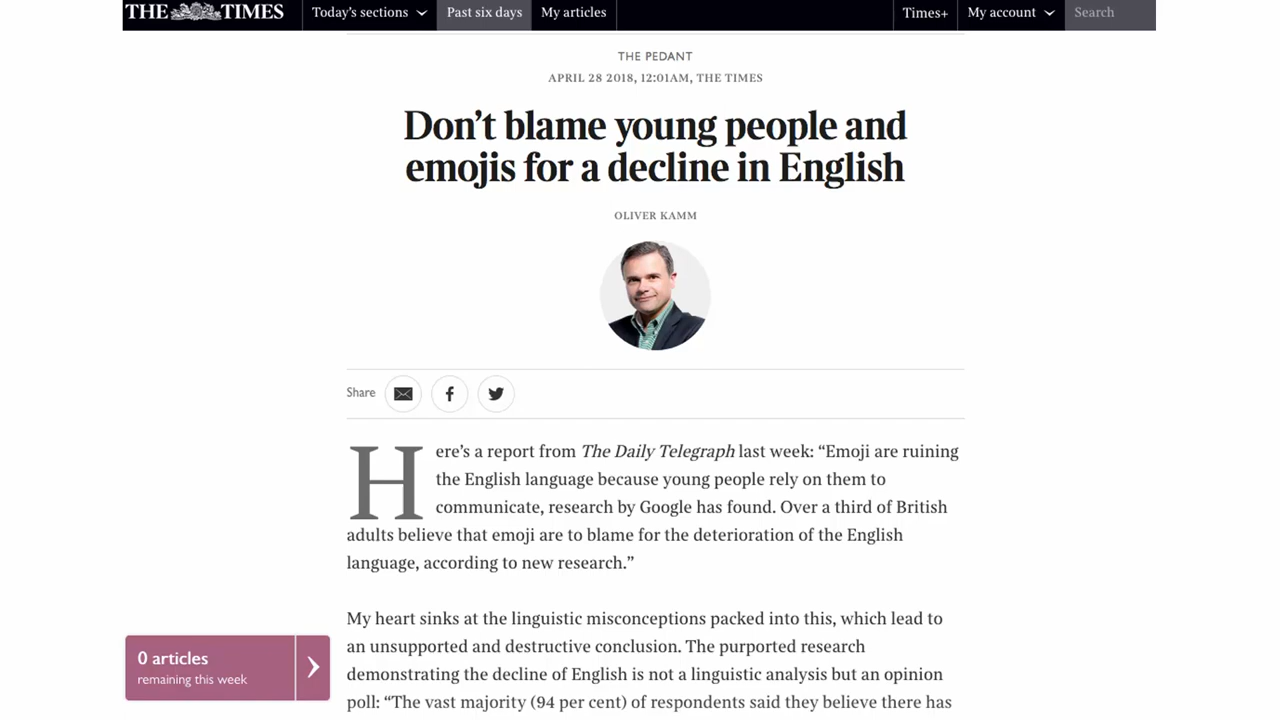 THE TIMES
Today's sections
Past six days
My articles
Times+
My account
Search
THE PEDANT
APRIL 28 2018, 12:01AM, THE TIMES
Don't blame young people and
emojis for a decline in English
OLIVER KAMM
Share
Here's a report from The Daily Telegraph last week: “Emoji are ruining
the English language because young people rely on them to
communicate, research by Google has found. Over a third of British
adults believe that emoji are to blame for the deterioration of the English
language, according to new research.”
My heart sinks at the linguistic misconceptions packed into this, which lead to
an unsupported and destructive conclusion. The purported research
demonstrating the decline of English is not a linguistic analysis but an opinion
poll: “The vast majority (94 per cent) of respondents said they believe there has
0 articles
remaining this week